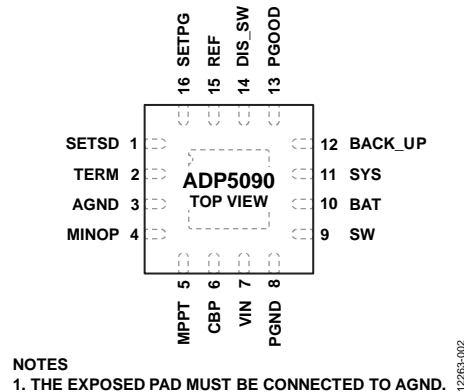 16 SETPG
15 REF
14 DIS_SW
13 PGOOD
SETSD 1
TERM 2
AGND 3
MINOP 4
ADP5090
TOP VIEW
12 BACK_UP
11 SYS
10 BAT
9 SW
MPPT 5
CBP 6
VIN 7
PGND 8
NOTES
1. THE EXPOSED PAD MUST BE CONNECTED TO AGND.
12263-002